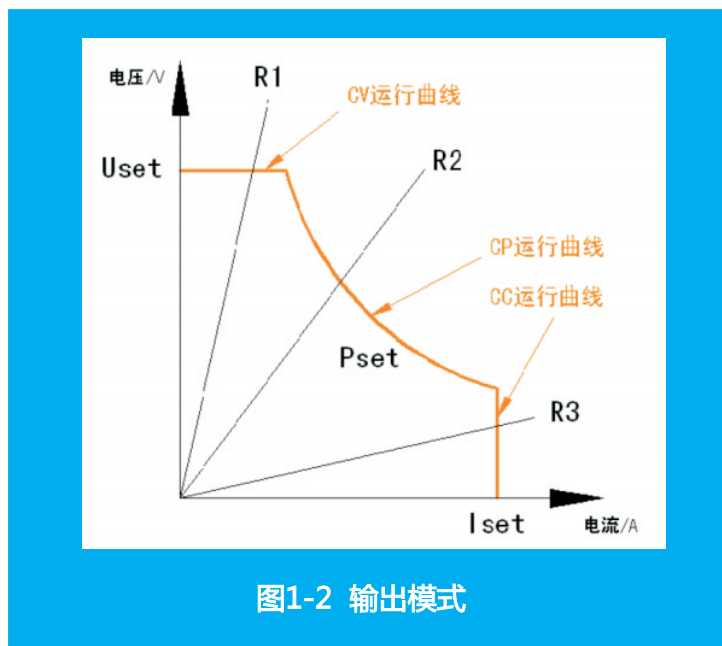 电压/V
R1
CV运行曲线
Uset
R2
CP运行曲线
CC运行曲线
Pset
R3
Iset
电流/A
图1-2 输出模式